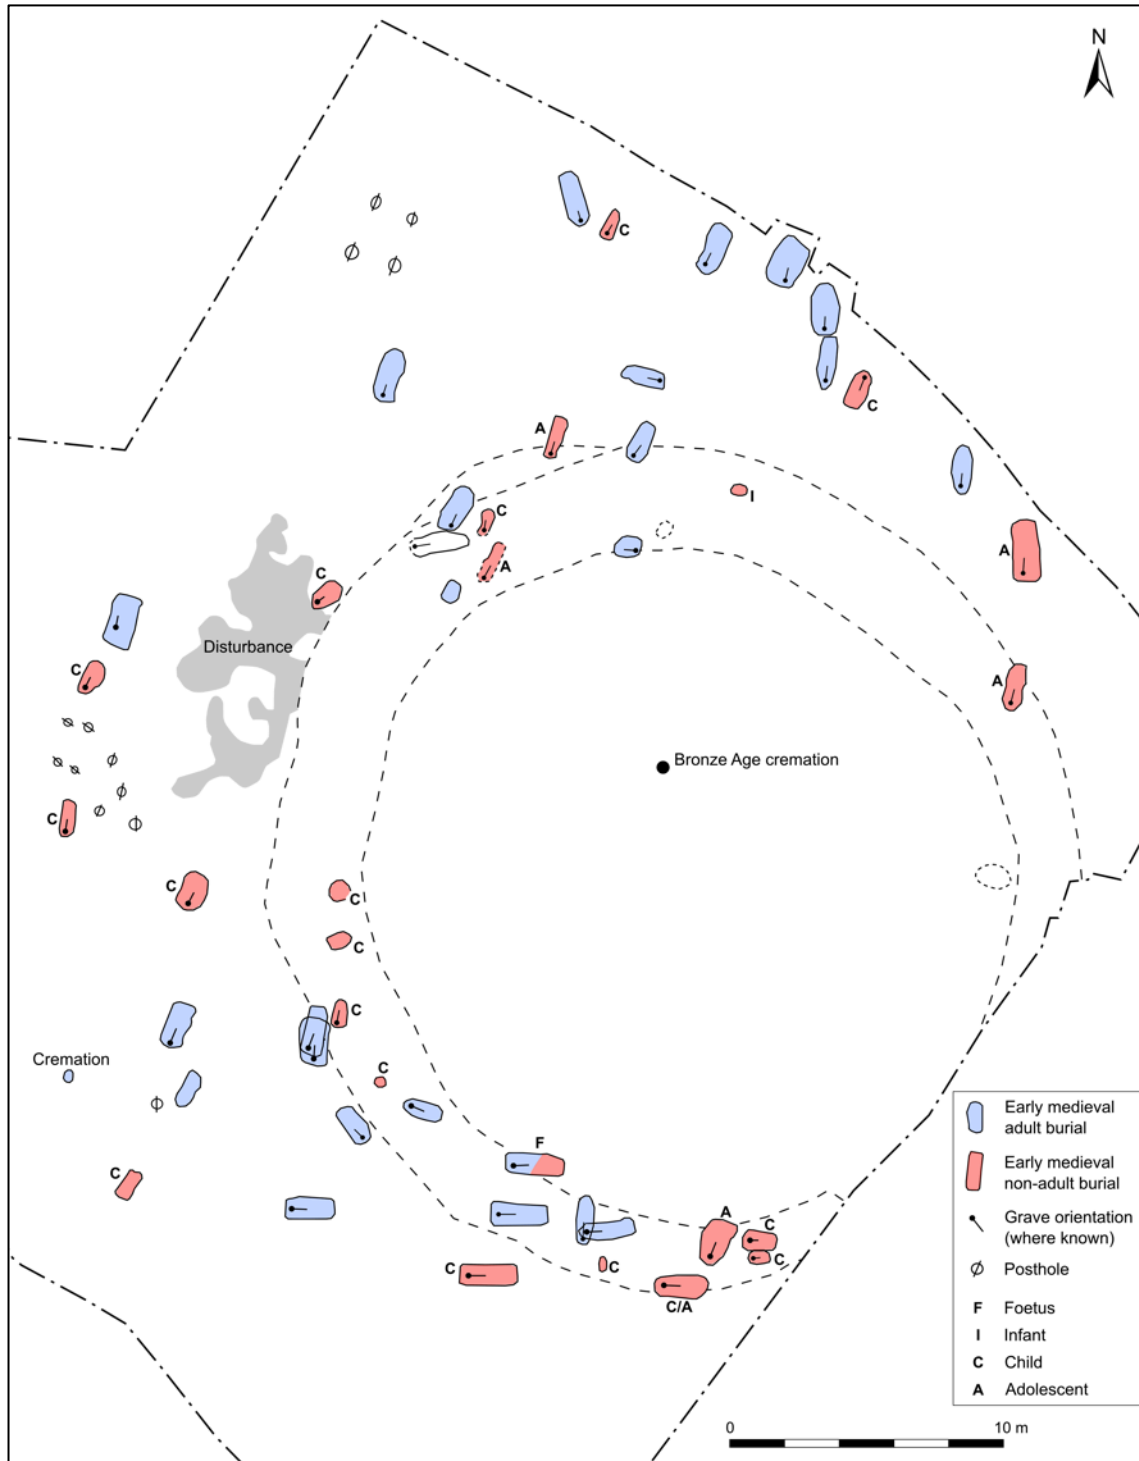 N
C
C
A
I
C
A
C
A
Disturbance
C
A
Bronze Age cremation
C
C
C
C
C
Cremation
C
F
C
A
C
C
C
C
C/A
Early medieval
adult burial
Early medieval
non-adult burial
Grave orientation
(where known)
Posthole
F Foetus
I Infant
C Child
A Adolescent
0 10 m